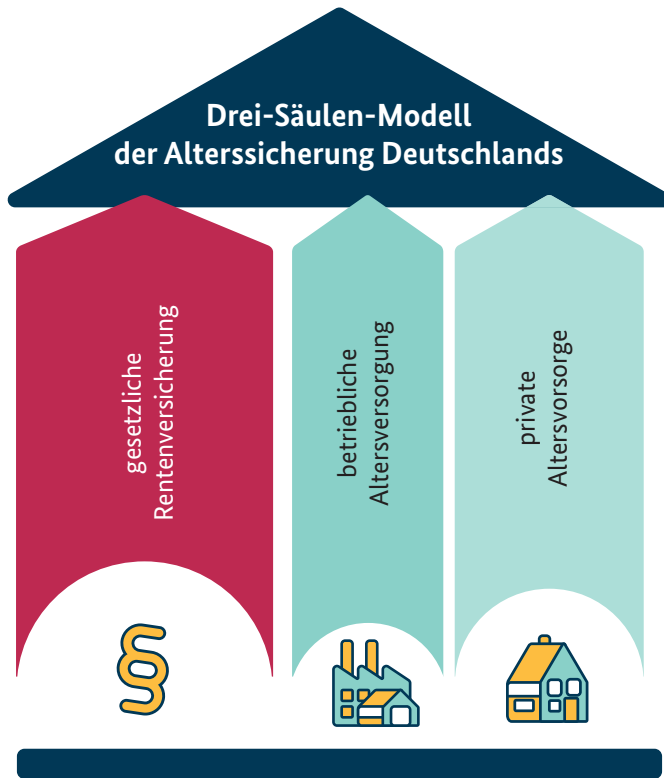 Drei-Säulen-Modell
der Alterssicherung Deutschlands
gesetzliche
Rentenversicherung
betriebliche
Altersversorgung
private
Altersvorsorge
§